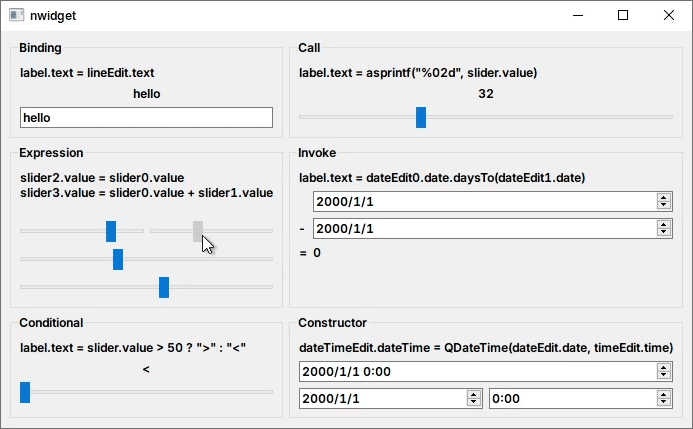 nwidget
Binding
label.text = lineEdit.text
hello
hello
Call
label.text = asprintf("%02d", slider.value)
32
Expression
slider2.value = slider0.value
slider3.value = slider0.value + slider1.value
Invoke
label.text = dateEdit0.date.daysTo(dateEdit1.date)
2000/1/1
- 2000/1/1
= 0
Conditional
label.text = slider.value > 50 ? ">" : "<"
<
Constructor
dateTimeEdit.dateTime = QDateTime(dateEdit.date, timeEdit.time)
2000/1/1 0:00
2000/1/1 0:00